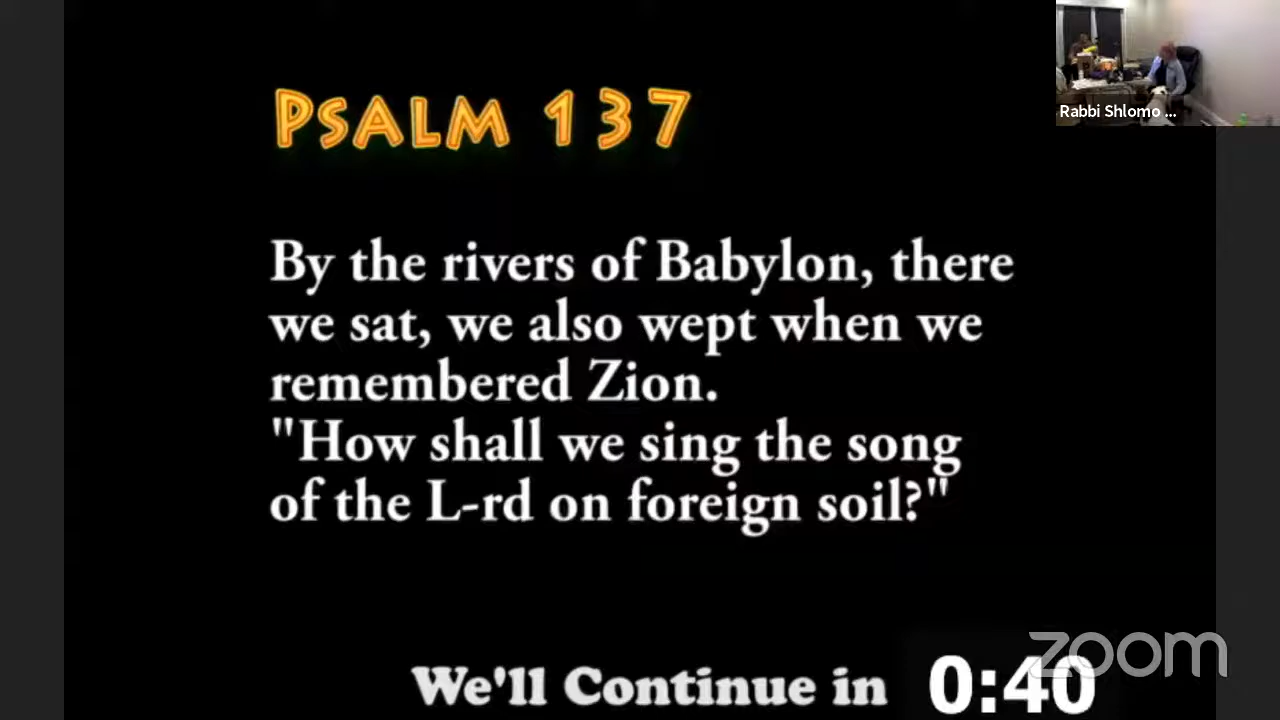 PSALM 137
Rabbi Shlomo ...
By the rivers of Babylon, there
we sat, we also wept when we
remembered Zion.
"How shall we sing the song
of the L-rd on foreign soil?"
We'll Continue in 0:40
zoom